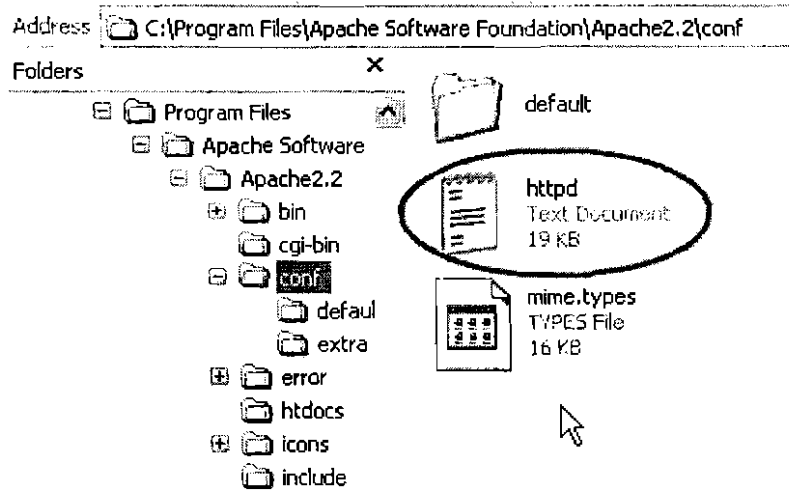 Address C:\Program Files\Apache Software Foundation\Apache2.2\conf
Folders
Program Files
Apache Software
Apache2.2
bin
cgi-bin
conf
defaul
extra
error
htdocs
icons
include
default
httpd
Text Document
19 KB
mime.types
TYPES File
16 KB